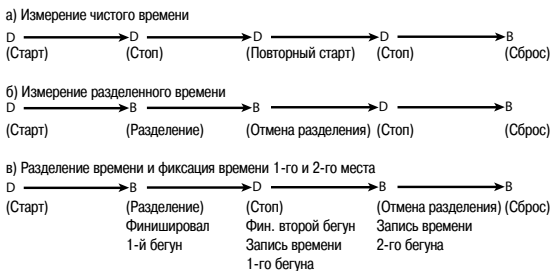 а) Измерение чистого времени
D D D D B
(Старт) (Стоп) (Повторный старт) (Стоп) (Сброс)
б) Измерение разделенного времени
D B B D B
(Старт) (Разделение) (Отмена разделения) (Стоп) (Сброс)
в) Разделение времени и фиксация времени 1-го и 2-го места
D B D B B
(Старт) (Разделение) (Стоп) (Отмена разделения) (Сброс)
Финишировал Фин. второй бегун Запись времени
1-й бегун Запись времени 2-го бегуна
1-го бегуна